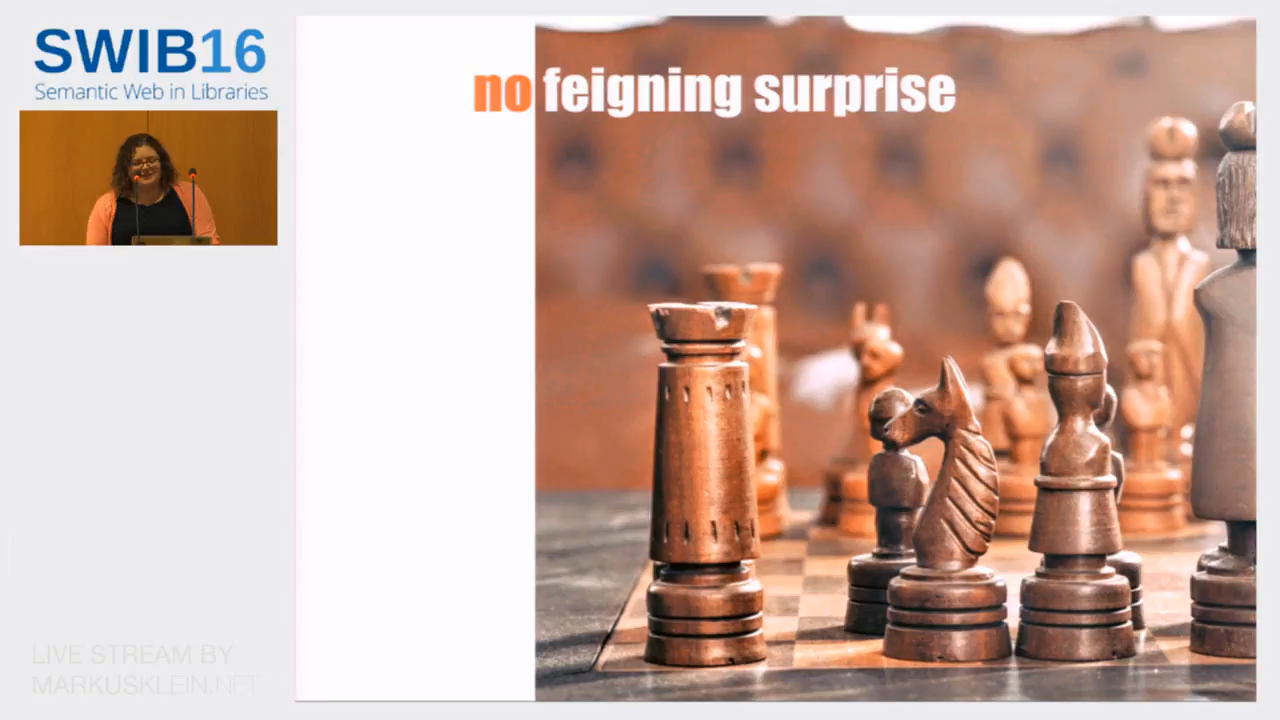 SWIB16
Semantic Web in Libraries
no feigning surprise
LIVE STREAM BY
MARKUSKLEIN.NET